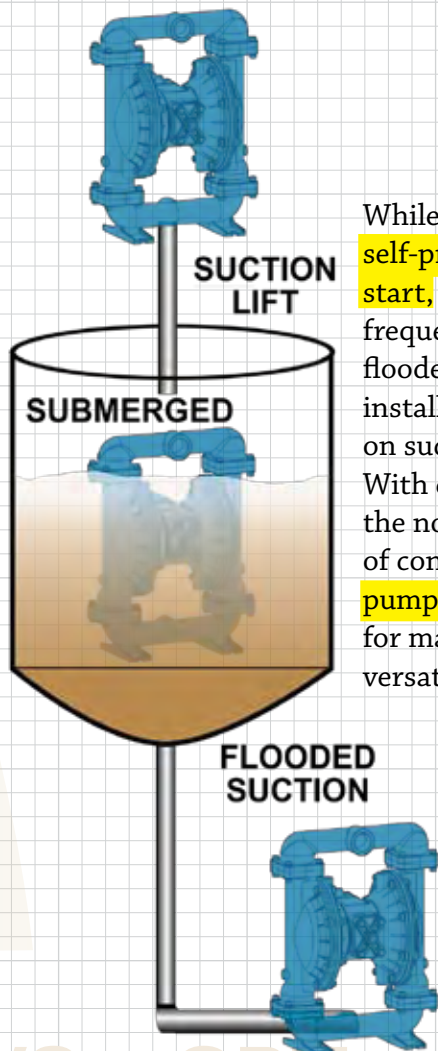 SUCTION
LIFT
SUBMERGED
While
self-pr
start,
freque
floode
install
on suc
With
the no
of con
pump
for ma
versat
FLOODED
SUCTION